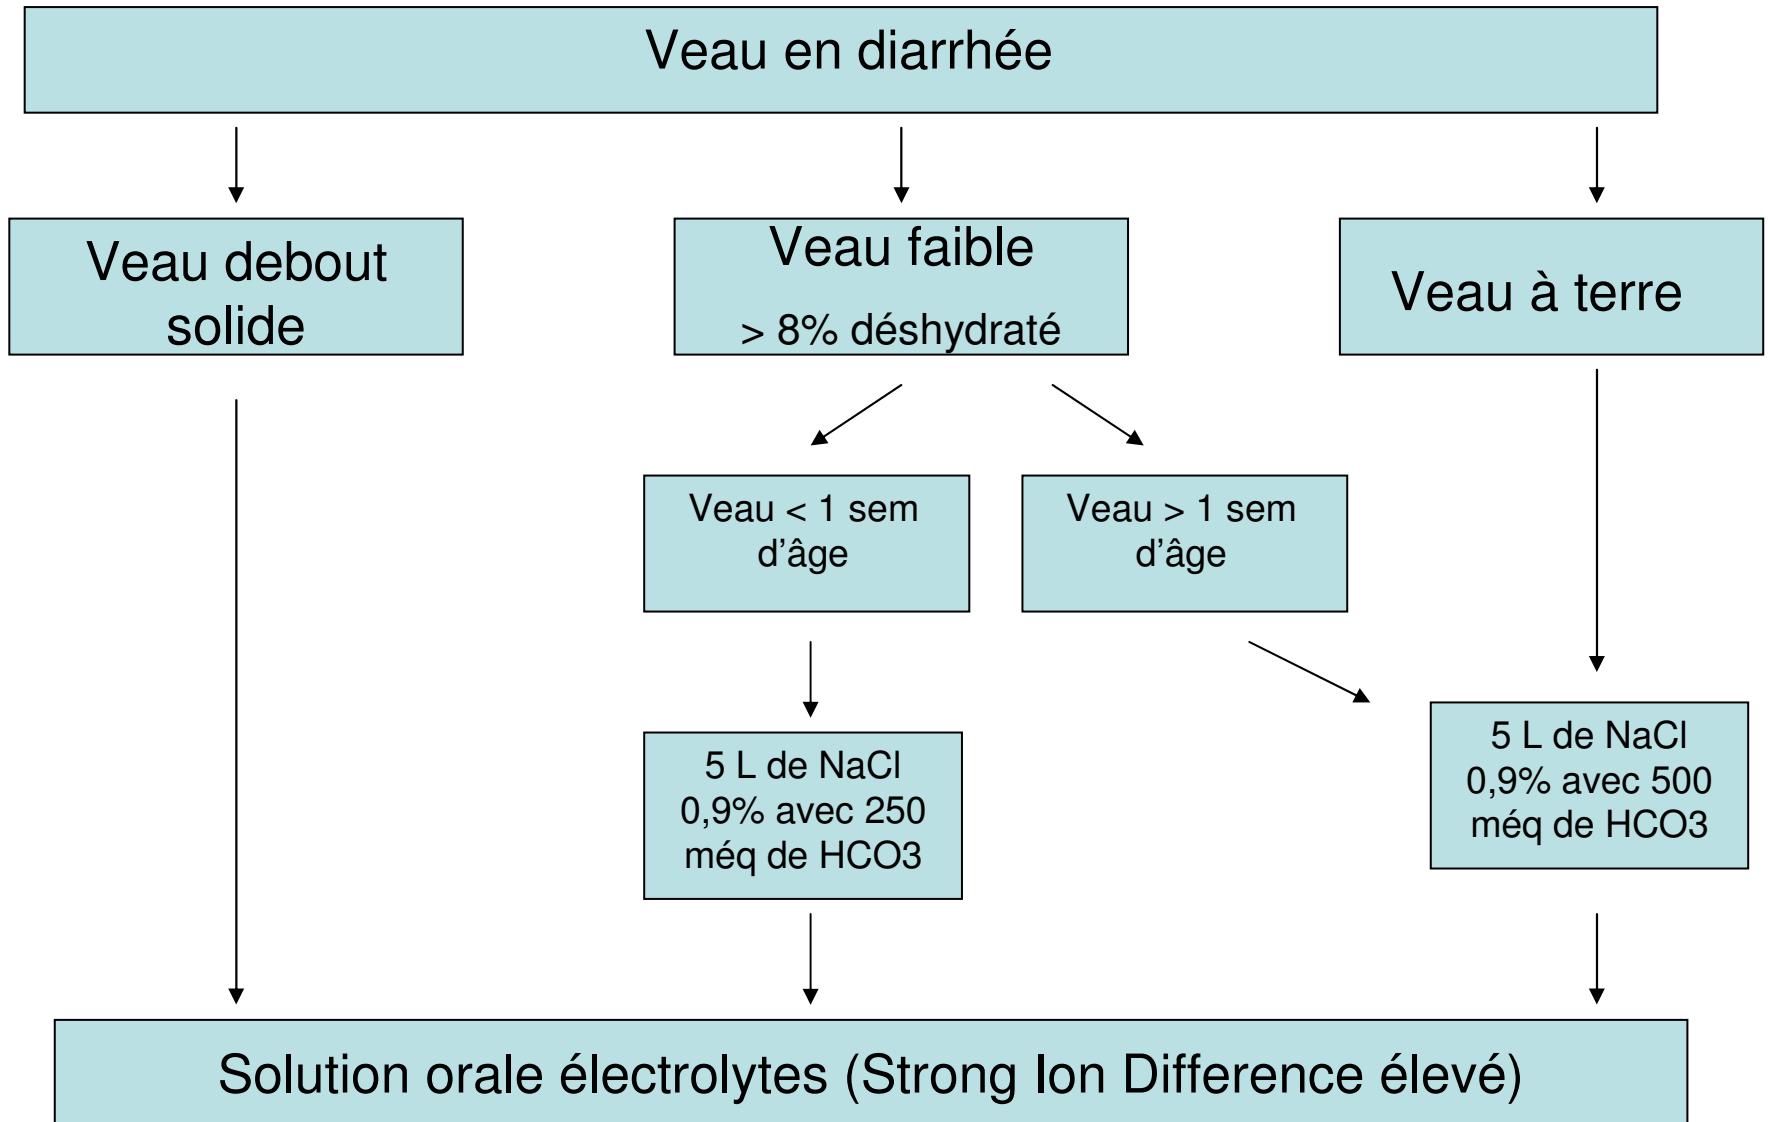 Veau en diarrhée
Veau debout
solide
Veau faible
> 8% déshydraté
Veau à terre
Veau < 1 sem
d’âge
Veau > 1 sem
d’âge
5 L de NaCl
0,9% avec 250
méq de HCO3
5 L de NaCl
0,9% avec 500
méq de HCO3
Solution orale électrolytes (Strong Ion Difference élevé)